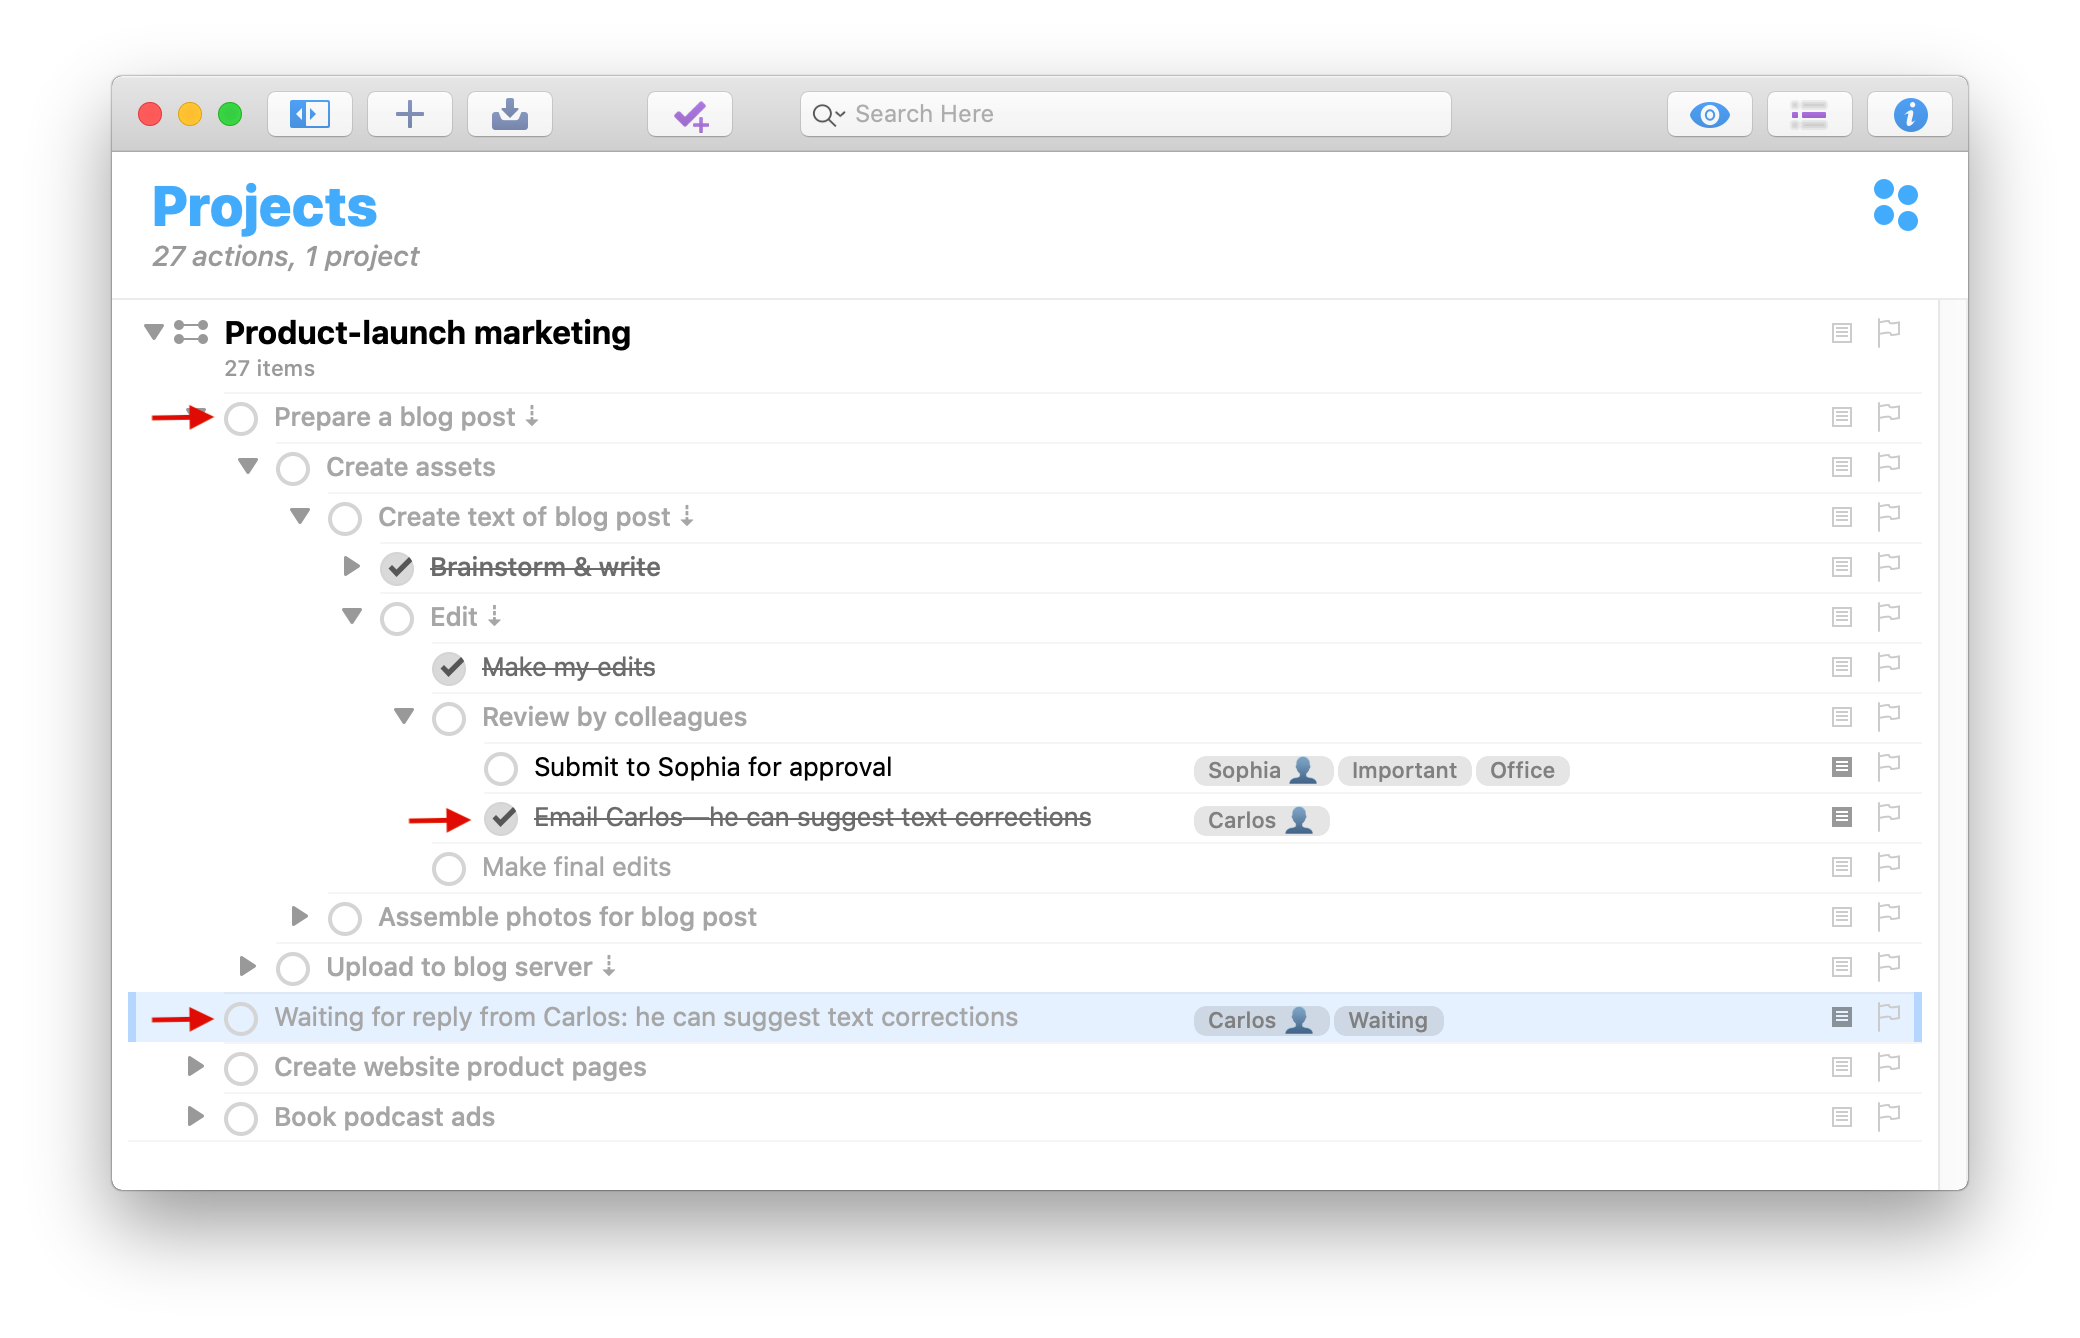 Search Here
Projects
27 actions, 1 project
Product-launch marketing
27 items
Prepare a blog post
Create assets
Create text of blog post
Brainstorm & write
Edit
Make my edits
Review by colleagues
Submit to Sophia for approval Sophia 👤 Important Office
Email Carlos—he can suggest text corrections Carlos 👤
Make final edits
Assemble photos for blog post
Upload to blog server
Waiting for reply from Carlos: he can suggest text corrections Carlos 👤 Waiting
Create website product pages
Book podcast ads